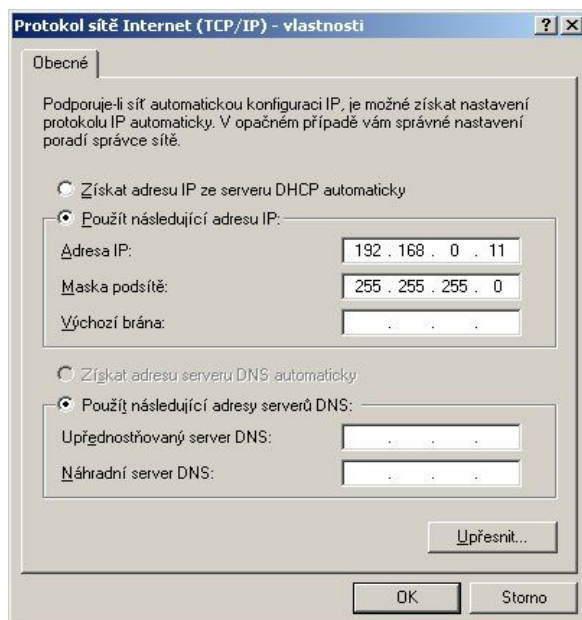 Protokol sítě Internet (TCP/IP) - vlastnosti
Obecné
Podporuje-li síť automatickou konfiguraci IP, je možné získat nastavení
protokolu IP automaticky. V opačném případě vám správné nastavení
poradí správce sítě.
Získat adresu IP ze serveru DHCP automaticky
Použít následující adresu IP:
Adresa IP: 192 . 168 . 0 . 11
Maska podsítě: 255 . 255 . 255 . 0
Výchozí brána: . . .
Získat adresu serveru DNS automaticky
Použít následující adresy serverů DNS:
Upřednostňovaný server DNS: . . .
Náhradní server DNS: . . .
Upřesnit...
OK Storno